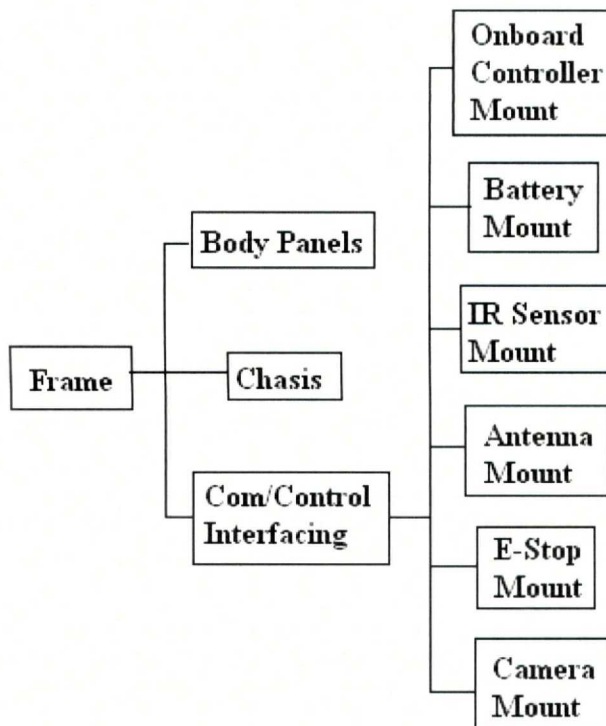 Onboard
Controller
Mount
Battery
Mount
Body Panels
IR Sensor
Mount
Frame
Chasis
Antenna
Mount
Com/Control
Interfacing
E-Stop
Mount
Camera
Mount